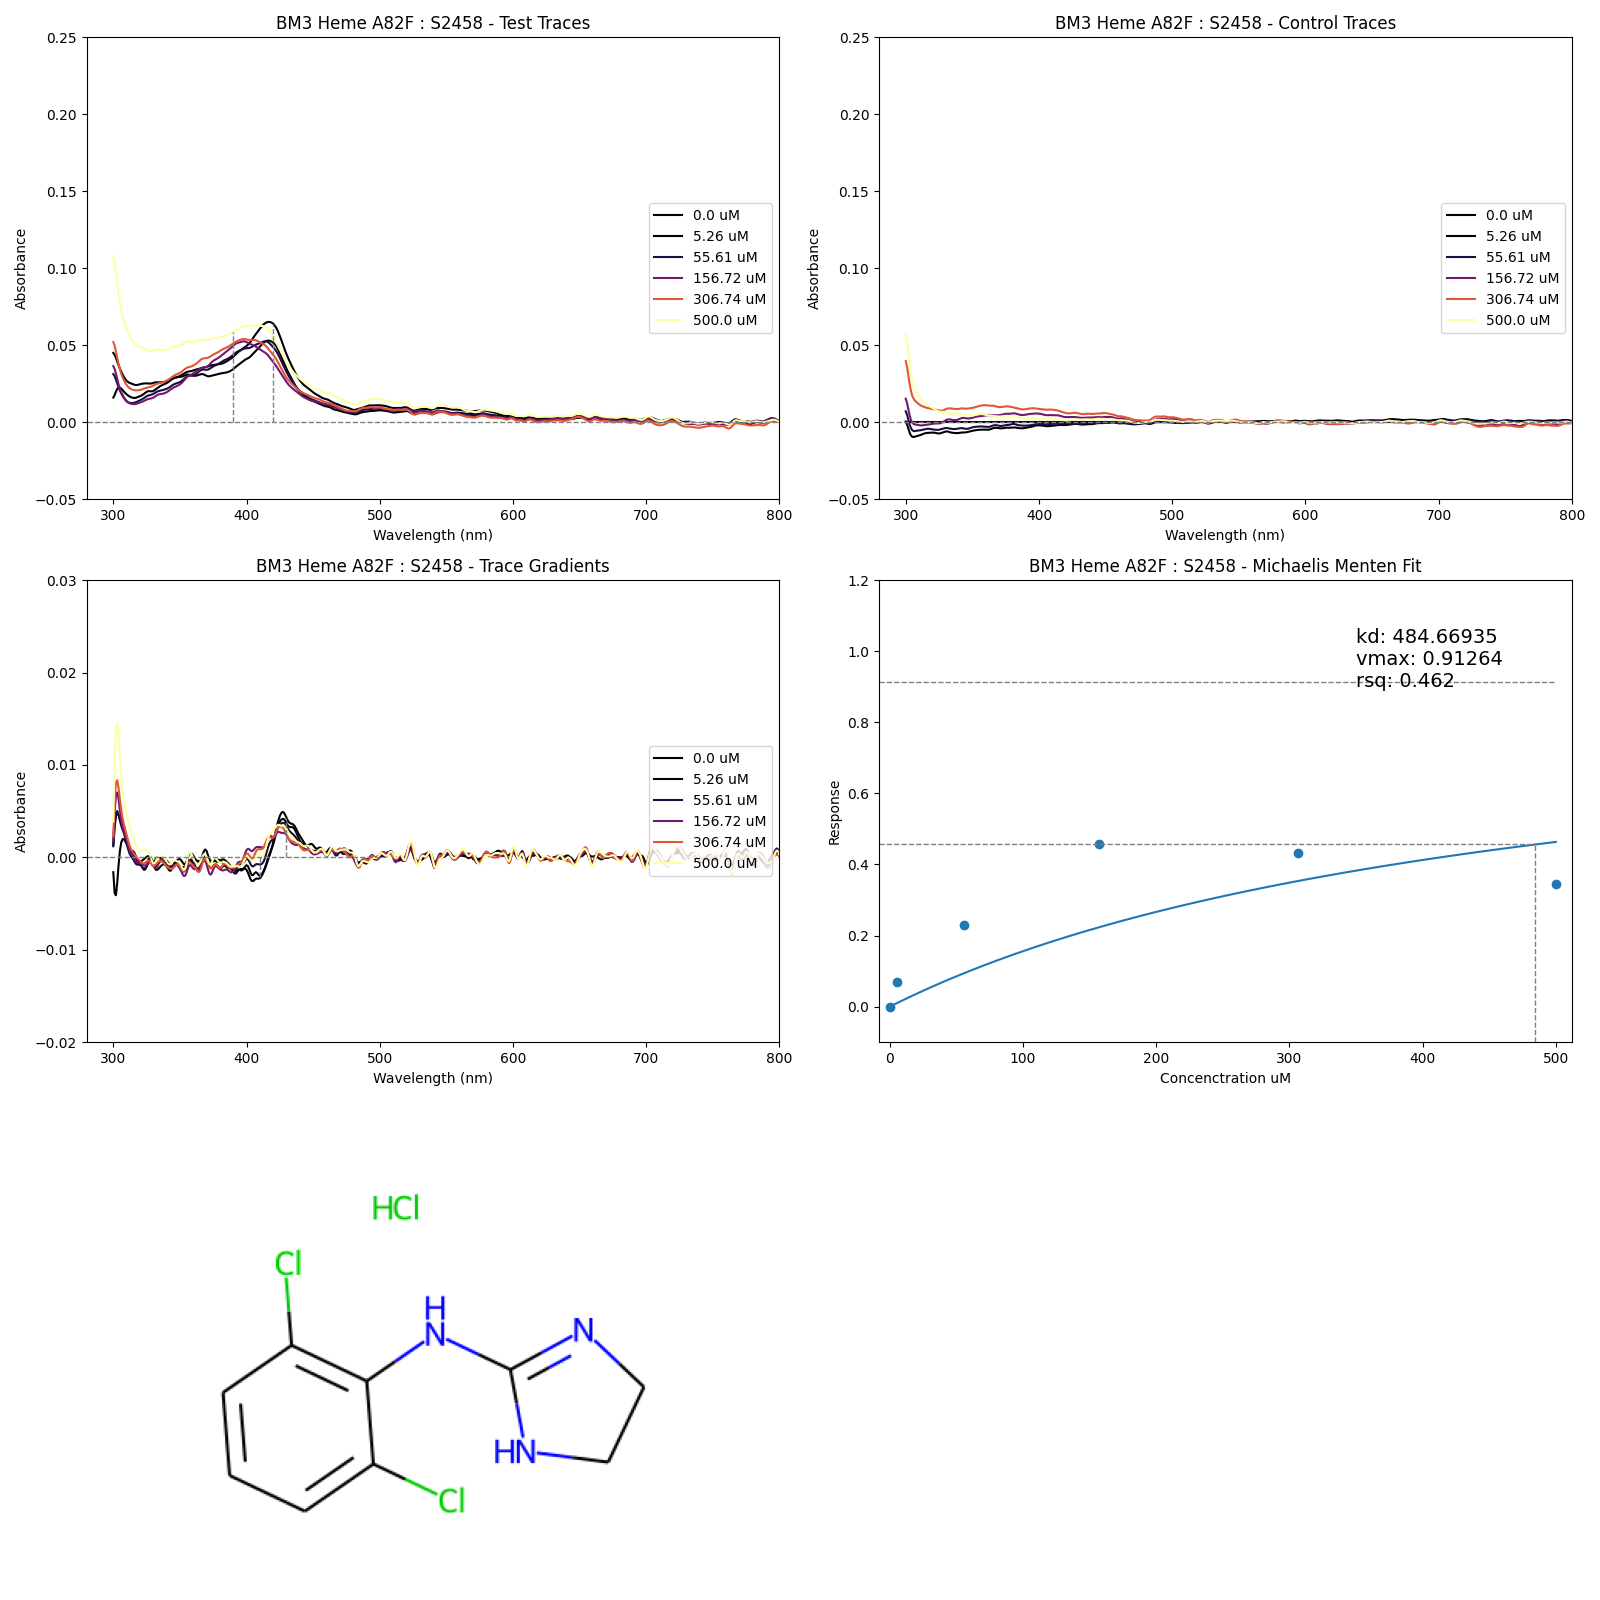 BM3 Heme A82F : S2458 - Test Traces
0.25
0.20
0.15
0.10
0.05
0.00
−0.05
Absorbance
300 400 500 600 700 800
Wavelength (nm)
0.0 uM
5.26 uM
55.61 uM
156.72 uM
306.74 uM
500.0 uM
BM3 Heme A82F : S2458 - Control Traces
0.25
0.20
0.15
0.10
0.05
0.00
−0.05
Absorbance
300 400 500 600 700 800
Wavelength (nm)
0.0 uM
5.26 uM
55.61 uM
156.72 uM
306.74 uM
500.0 uM
BM3 Heme A82F : S2458 - Trace Gradients
0.03
0.02
0.01
0.00
−0.01
−0.02
Absorbance
300 400 500 600 700 800
Wavelength (nm)
0.0 uM
5.26 uM
55.61 uM
156.72 uM
306.74 uM
500.0 uM
BM3 Heme A82F : S2458 - Michaelis Menten Fit
1.2
1.0
0.8
0.6
0.4
0.2
0.0
Response
kd: 484.66935
vmax: 0.91264
rsq: 0.462
0 100 200 300 400 500
Concenctration uM
HCl
Cl
H
N
N
HN
Cl